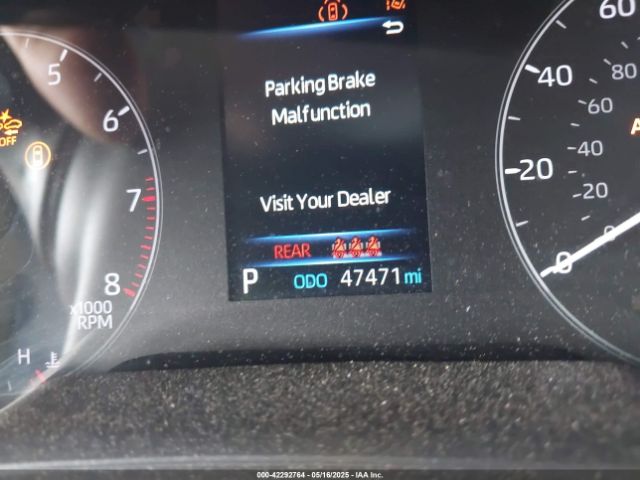 60
5
40
80
Parking Brake
Malfunction
6
60
OFF
40
20
7
Visit Your Dealer
20
REAR
8
P ODO 47471 mi
0
x1000
RPM
H
000-42292764 - 05/16/2025 - IAA Inc.